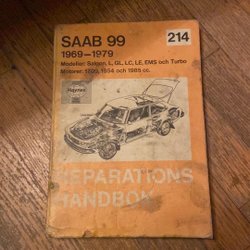 SAAB 99
214
1969–1979
Modeller: Saloon, L, GL, LC, LE, EMS och Turbo
Motorer: 1709, 1854 och 1985 cc.
Haynes
REPARATIONS
HANDBOK